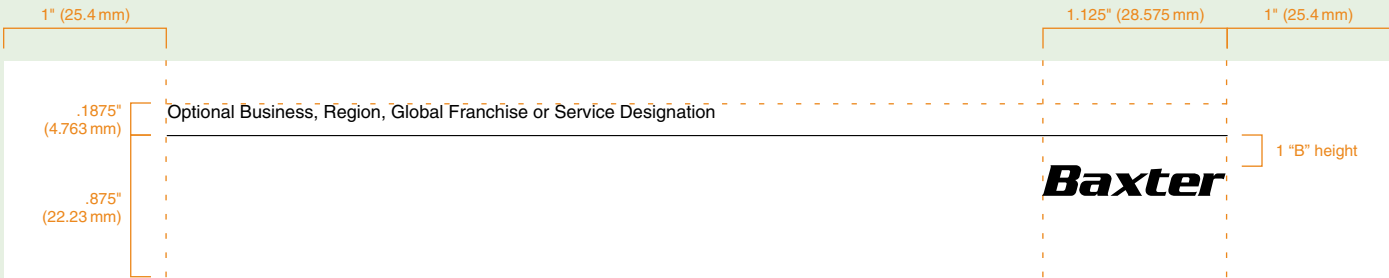 1" (25.4 mm)
1.125" (28.575 mm)
1" (25.4 mm)
.1875"
(4.763 mm)
Optional Business, Region, Global Franchise or Service Designation
1 “B” height
Baxter
.875"
(22.23 mm)